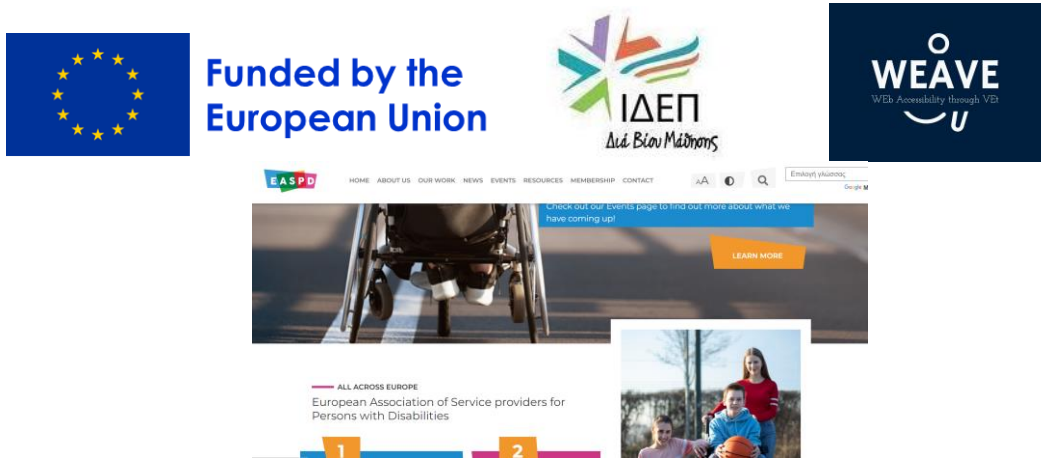 Funded by the
European Union
ΙΔΕΠ
Διά Βίου Μάθησης
WEAVE
WEb Accessibility through VEt
U
EASPD
HOME ABOUT US OUR WORK NEWS EVENTS RESOURCES MEMBERSHIP CONTACT
AA
Επιλογή γλώσσας
Google M
Check out our Events page to find out more about what we
have coming up!
LEARN MORE
ALL ACROSS EUROPE
European Association of Service providers for
Persons with Disabilities
1
2